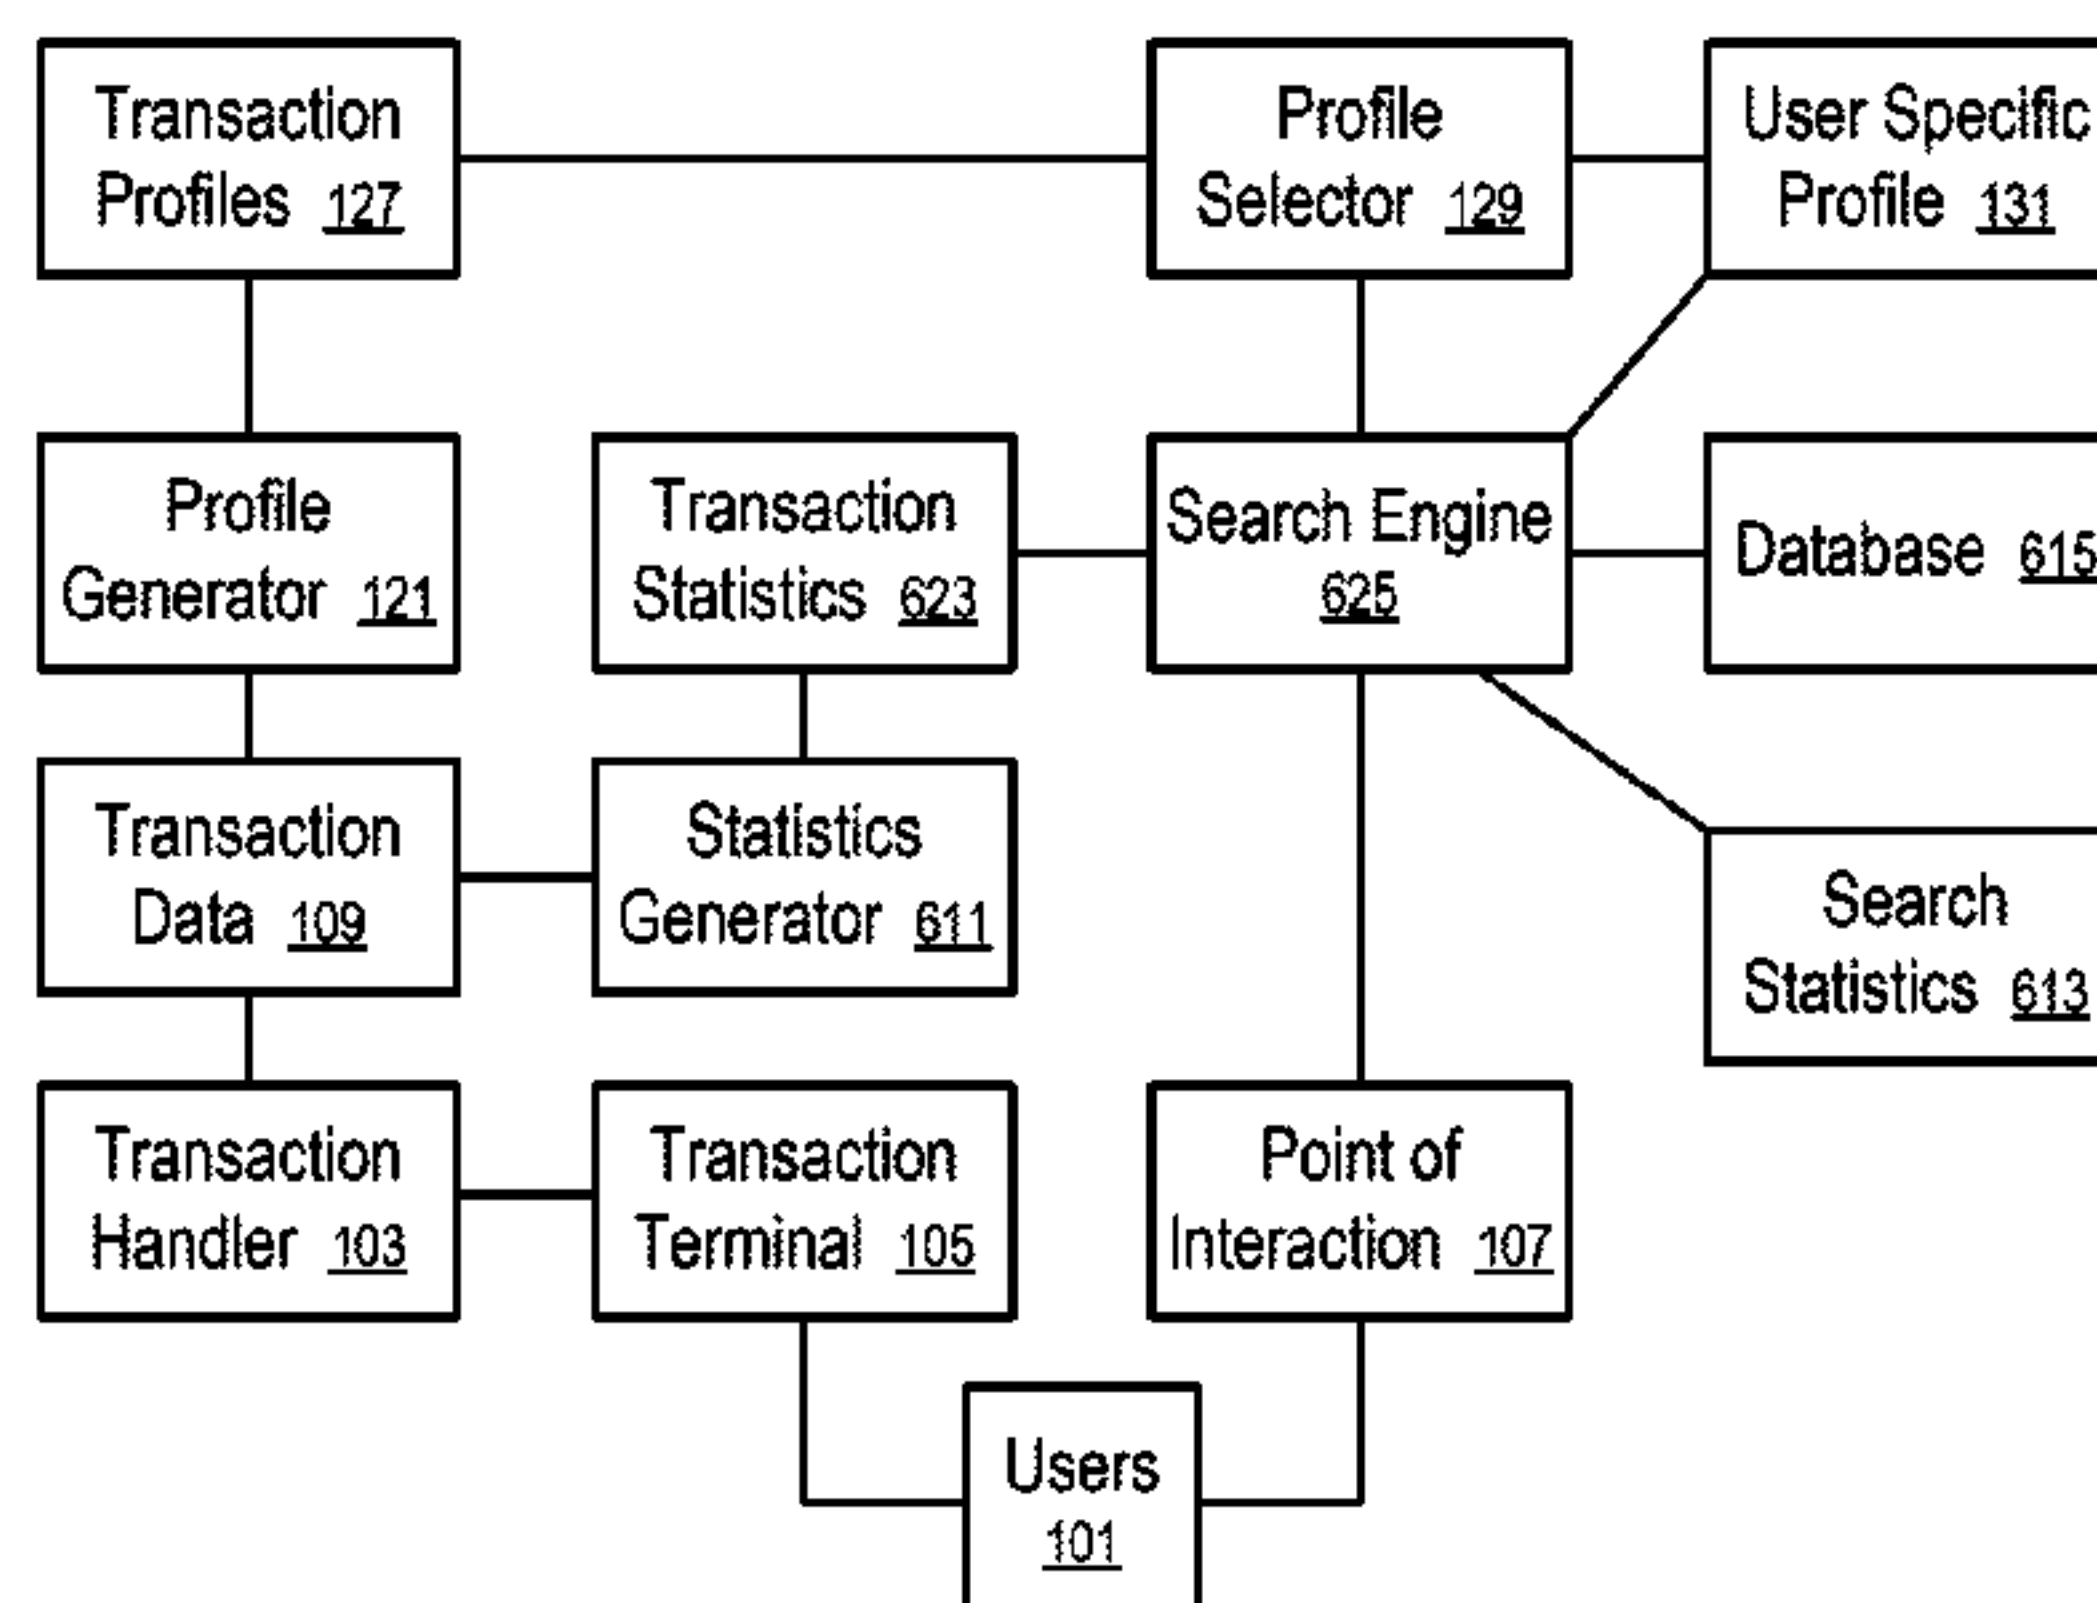 Transaction
Profiles 127
Profile
Selector 129
User Specific
Profile 131
Profile
Generator 121
Transaction
Statistics 623
Search Engine
625
Database 615
Transaction
Data 109
Statistics
Generator 611
Search
Statistics 613
Transaction
Handler 103
Transaction
Terminal 105
Point of
Interaction 107
Users
101